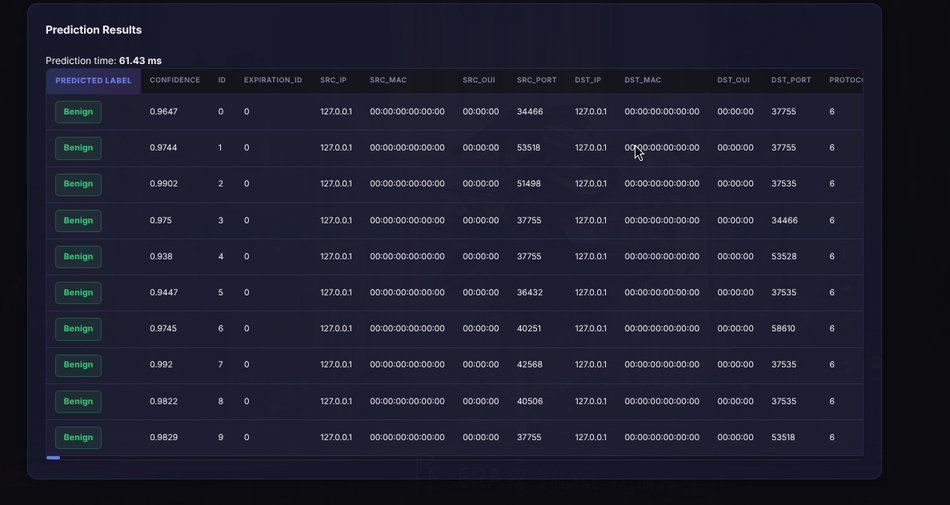 Prediction Results
Prediction time: 61.43 ms
PREDICTED LABEL CONFIDENCE ID EXPIRATION_ID SRC_IP SRC_MAC SRC_OUI SRC_PORT DST_IP DST_MAC DST_OUI DST_PORT PROTOCO
Benign 0.9647 0 0 127.0.0.1 00:00:00:00:00:00 00:00:00 34466 127.0.0.1 00:00:00:00:00:00 00:00:00 37755 6
Benign 0.9744 1 0 127.0.0.1 00:00:00:00:00:00 00:00:00 53518 127.0.0.1 00:00:00:00:00:00 00:00:00 37755 6
Benign 0.9902 2 0 127.0.0.1 00:00:00:00:00:00 00:00:00 51498 127.0.0.1 00:00:00:00:00:00 00:00:00 37535 6
Benign 0.975 3 0 127.0.0.1 00:00:00:00:00:00 00:00:00 37755 127.0.0.1 00:00:00:00:00:00 00:00:00 34466 6
Benign 0.938 4 0 127.0.0.1 00:00:00:00:00:00 00:00:00 37755 127.0.0.1 00:00:00:00:00:00 00:00:00 53528 6
Benign 0.9447 5 0 127.0.0.1 00:00:00:00:00:00 00:00:00 36432 127.0.0.1 00:00:00:00:00:00 00:00:00 37535 6
Benign 0.9745 6 0 127.0.0.1 00:00:00:00:00:00 00:00:00 40251 127.0.0.1 00:00:00:00:00:00 00:00:00 58610 6
Benign 0.992 7 0 127.0.0.1 00:00:00:00:00:00 00:00:00 42568 127.0.0.1 00:00:00:00:00:00 00:00:00 37535 6
Benign 0.9822 8 0 127.0.0.1 00:00:00:00:00:00 00:00:00 40506 127.0.0.1 00:00:00:00:00:00 00:00:00 37535 6
Benign 0.9829 9 0 127.0.0.1 00:00:00:00:00:00 00:00:00 37755 127.0.0.1 00:00:00:00:00:00 00:00:00 53518 6